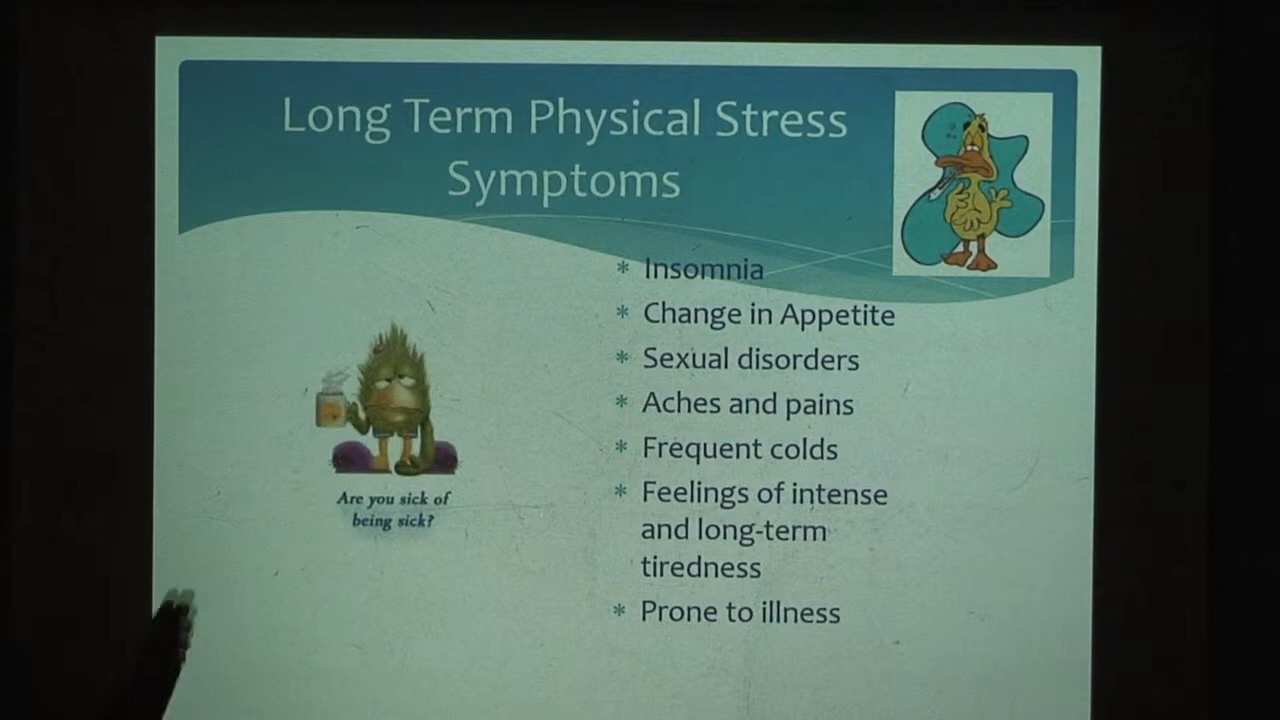 Long Term Physical Stress
Symptoms
* Insomnia
* Change in Appetite
* Sexual disorders
* Aches and pains
* Frequent colds
* Feelings of intense
and long-term
tiredness
* Prone to illness
Are you sick of
being sick?